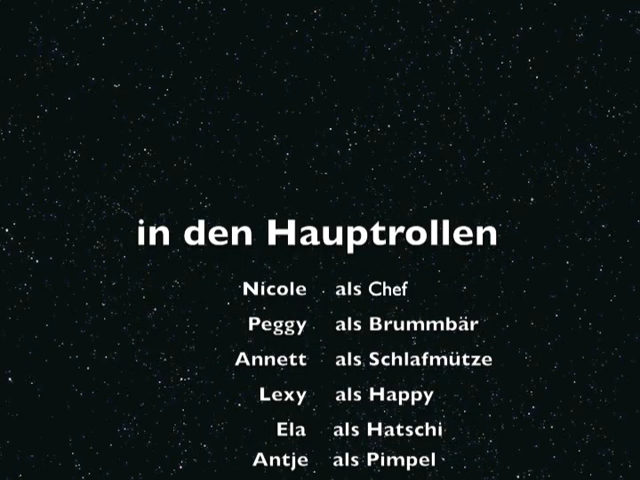 in den Hauptrollen
Nicole als Chef
Peggy als Brummbär
Annett als Schlafmütze
Lexy als Happy
Ela als Hatschi
Antje als Pimpel